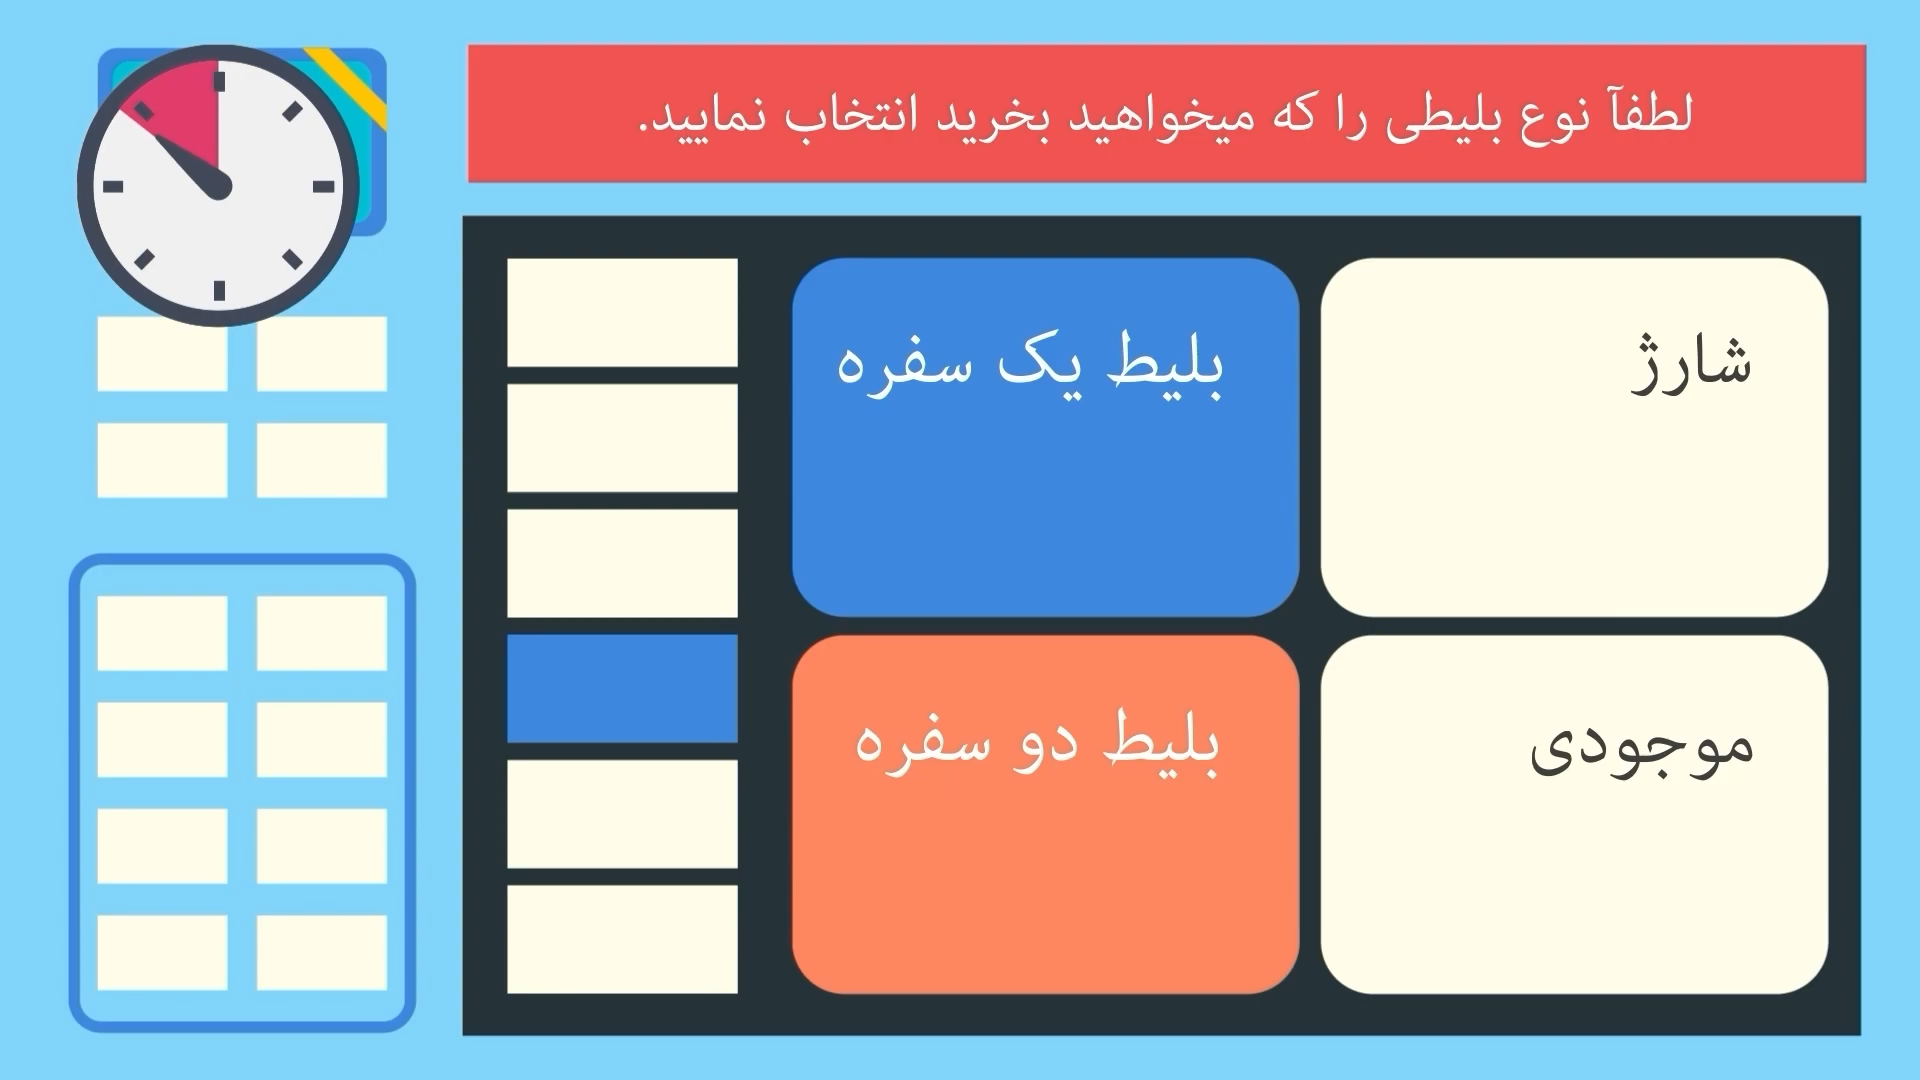 لطفآ نوع بلیطی را که میخواهید بخرید انتخاب نمایید.
شارژ
بلیط یک سفره
موجودی
بلیط دو سفره